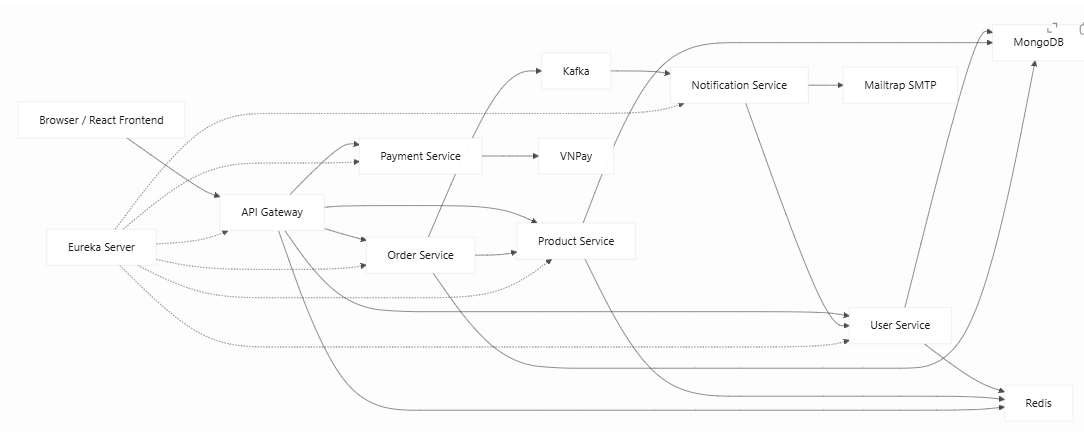 MongoDB
Kafka
Notification Service
Mailtrap SMTP
Browser / React Frontend
Payment Service
VNPay
API Gateway
Eureka Server
Order Service
Product Service
User Service
Redis